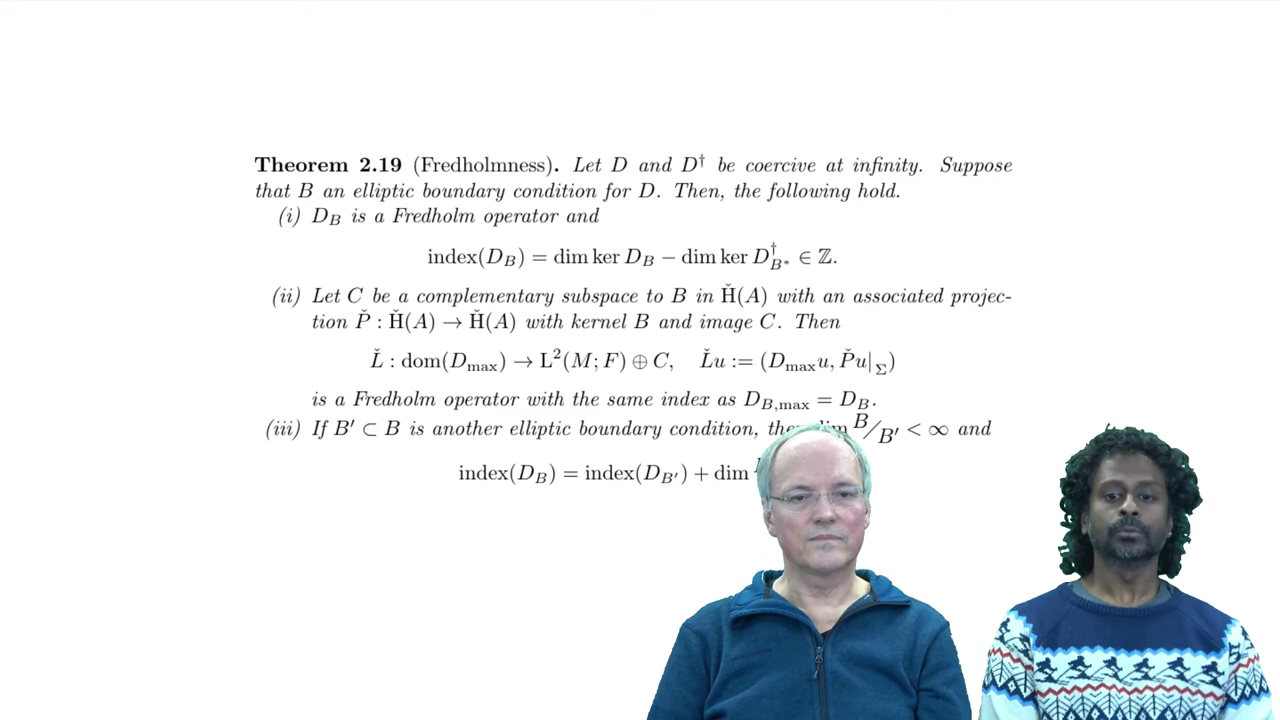 Theorem 2.19 (Fredholmness). Let D and D† be coercive at infinity. Suppose
that B an elliptic boundary condition for D. Then, the following hold.
(i) D_B is a Fredholm operator and
index(D_B) = dim ker D_B − dim ker D†_{B*} ∈ ℤ.
(ii) Let C be a complementary subspace to B in Ȟ(A) with an associated projec-
tion P̌ : Ȟ(A) → Ȟ(A) with kernel B and image C. Then
Ľ : dom(D_max) → L²(M; F) ⊕ C, Ľu := (D_max u, P̌u|_Σ)
is a Fredholm operator with the same index as D_{B,max} = D_B.
(iii) If B′ ⊂ B is another elliptic boundary condition, B/B′ < ∞ and
index(D_B) = index(D_{B′}) + dim